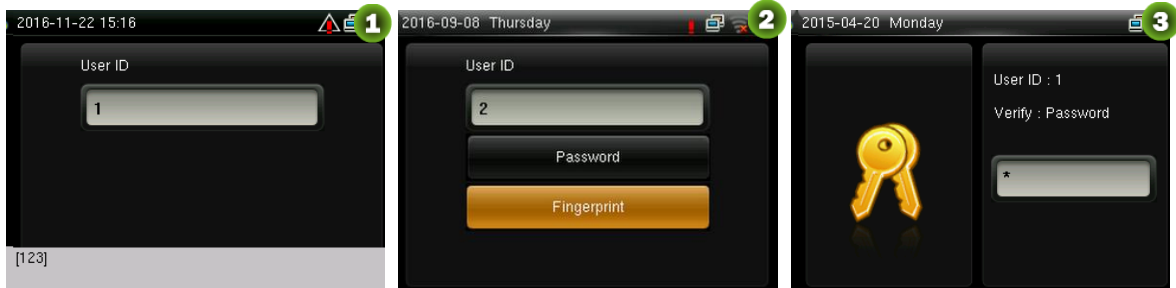 2016-11-22 15:16
1
User ID
1
[123]
2016-09-08 Thursday
2
User ID
2
Password
Fingerprint
2015-04-20 Monday
3
User ID : 1
Verify : Password
*